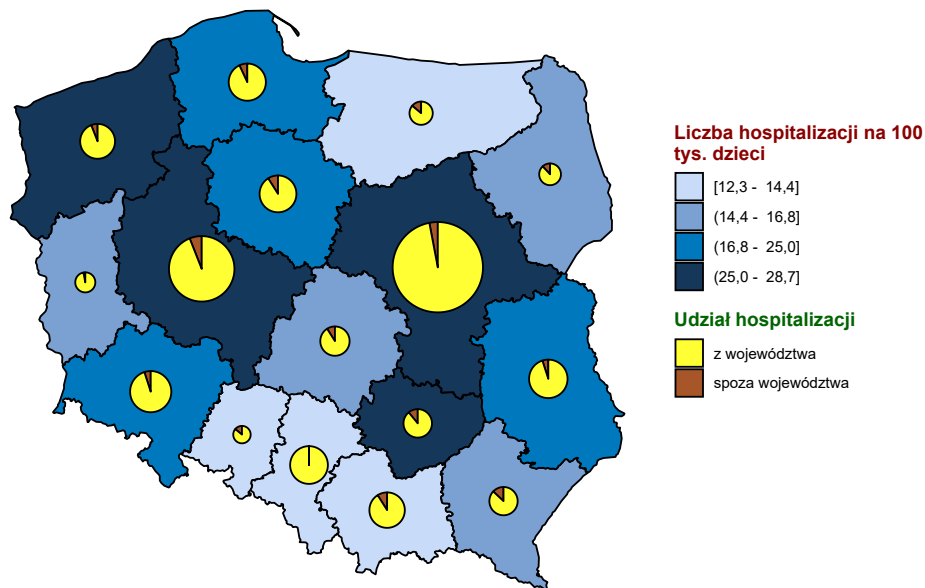 Liczba hospitalizacji na 100
tys. dzieci
[12,3 - 14,4]
(14,4 - 16,8]
(16,8 - 25,0]
(25,0 - 28,7]
Udział hospitalizacji
z województwa
spoza województwa